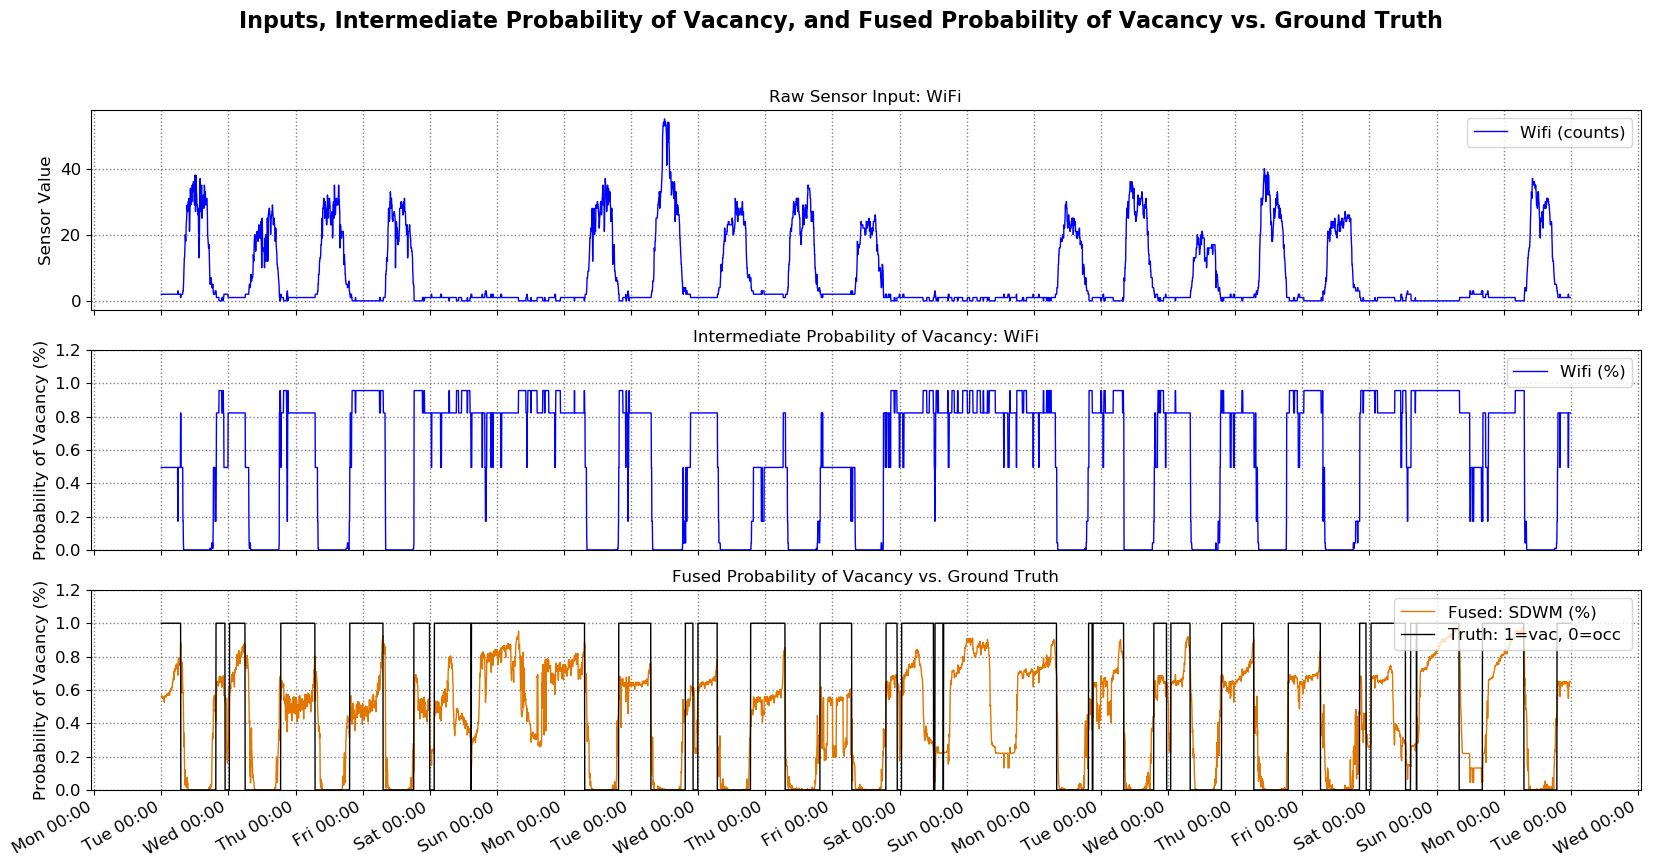 Inputs, Intermediate Probability of Vacancy, and Fused Probability of Vacancy vs. Ground Truth
Raw Sensor Input: WiFi
Sensor Value
40
20
0
Wifi (counts)
Intermediate Probability of Vacancy: WiFi
Probability of Vacancy (%)
1.2
1.0
0.8
0.6
0.4
0.2
0.0
Wifi (%)
Fused Probability of Vacancy vs. Ground Truth
Probability of Vacancy (%)
1.2
1.0
0.8
0.6
0.4
0.2
0.0
Fused: SDWM (%)
Truth: 1=vac, 0=occ
Mon 00:00
Tue 00:00
Wed 00:00
Thu 00:00
Fri 00:00
Sat 00:00
Sun 00:00
Mon 00:00
Tue 00:00
Wed 00:00
Thu 00:00
Fri 00:00
Sat 00:00
Sun 00:00
Mon 00:00
Tue 00:00
Wed 00:00
Thu 00:00
Fri 00:00
Sat 00:00
Sun 00:00
Mon 00:00
Tue 00:00
Wed 00:00